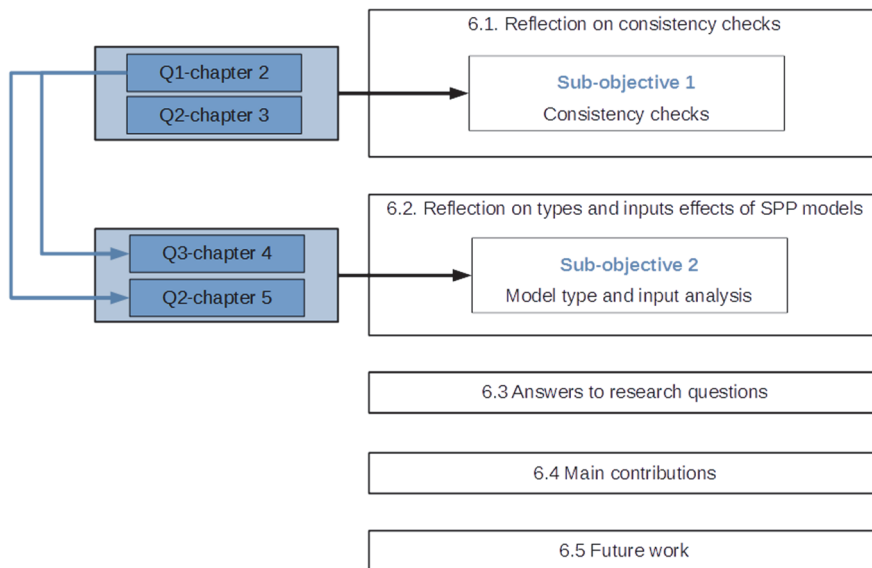 6.1. Reflection on consistency checks
Q1-chapter 2
Q2-chapter 3
Sub-objective 1
Consistency checks
6.2. Reflection on types and inputs effects of SPP models
Q3-chapter 4
Q2-chapter 5
Sub-objective 2
Model type and input analysis
6.3 Answers to research questions
6.4 Main contributions
6.5 Future work